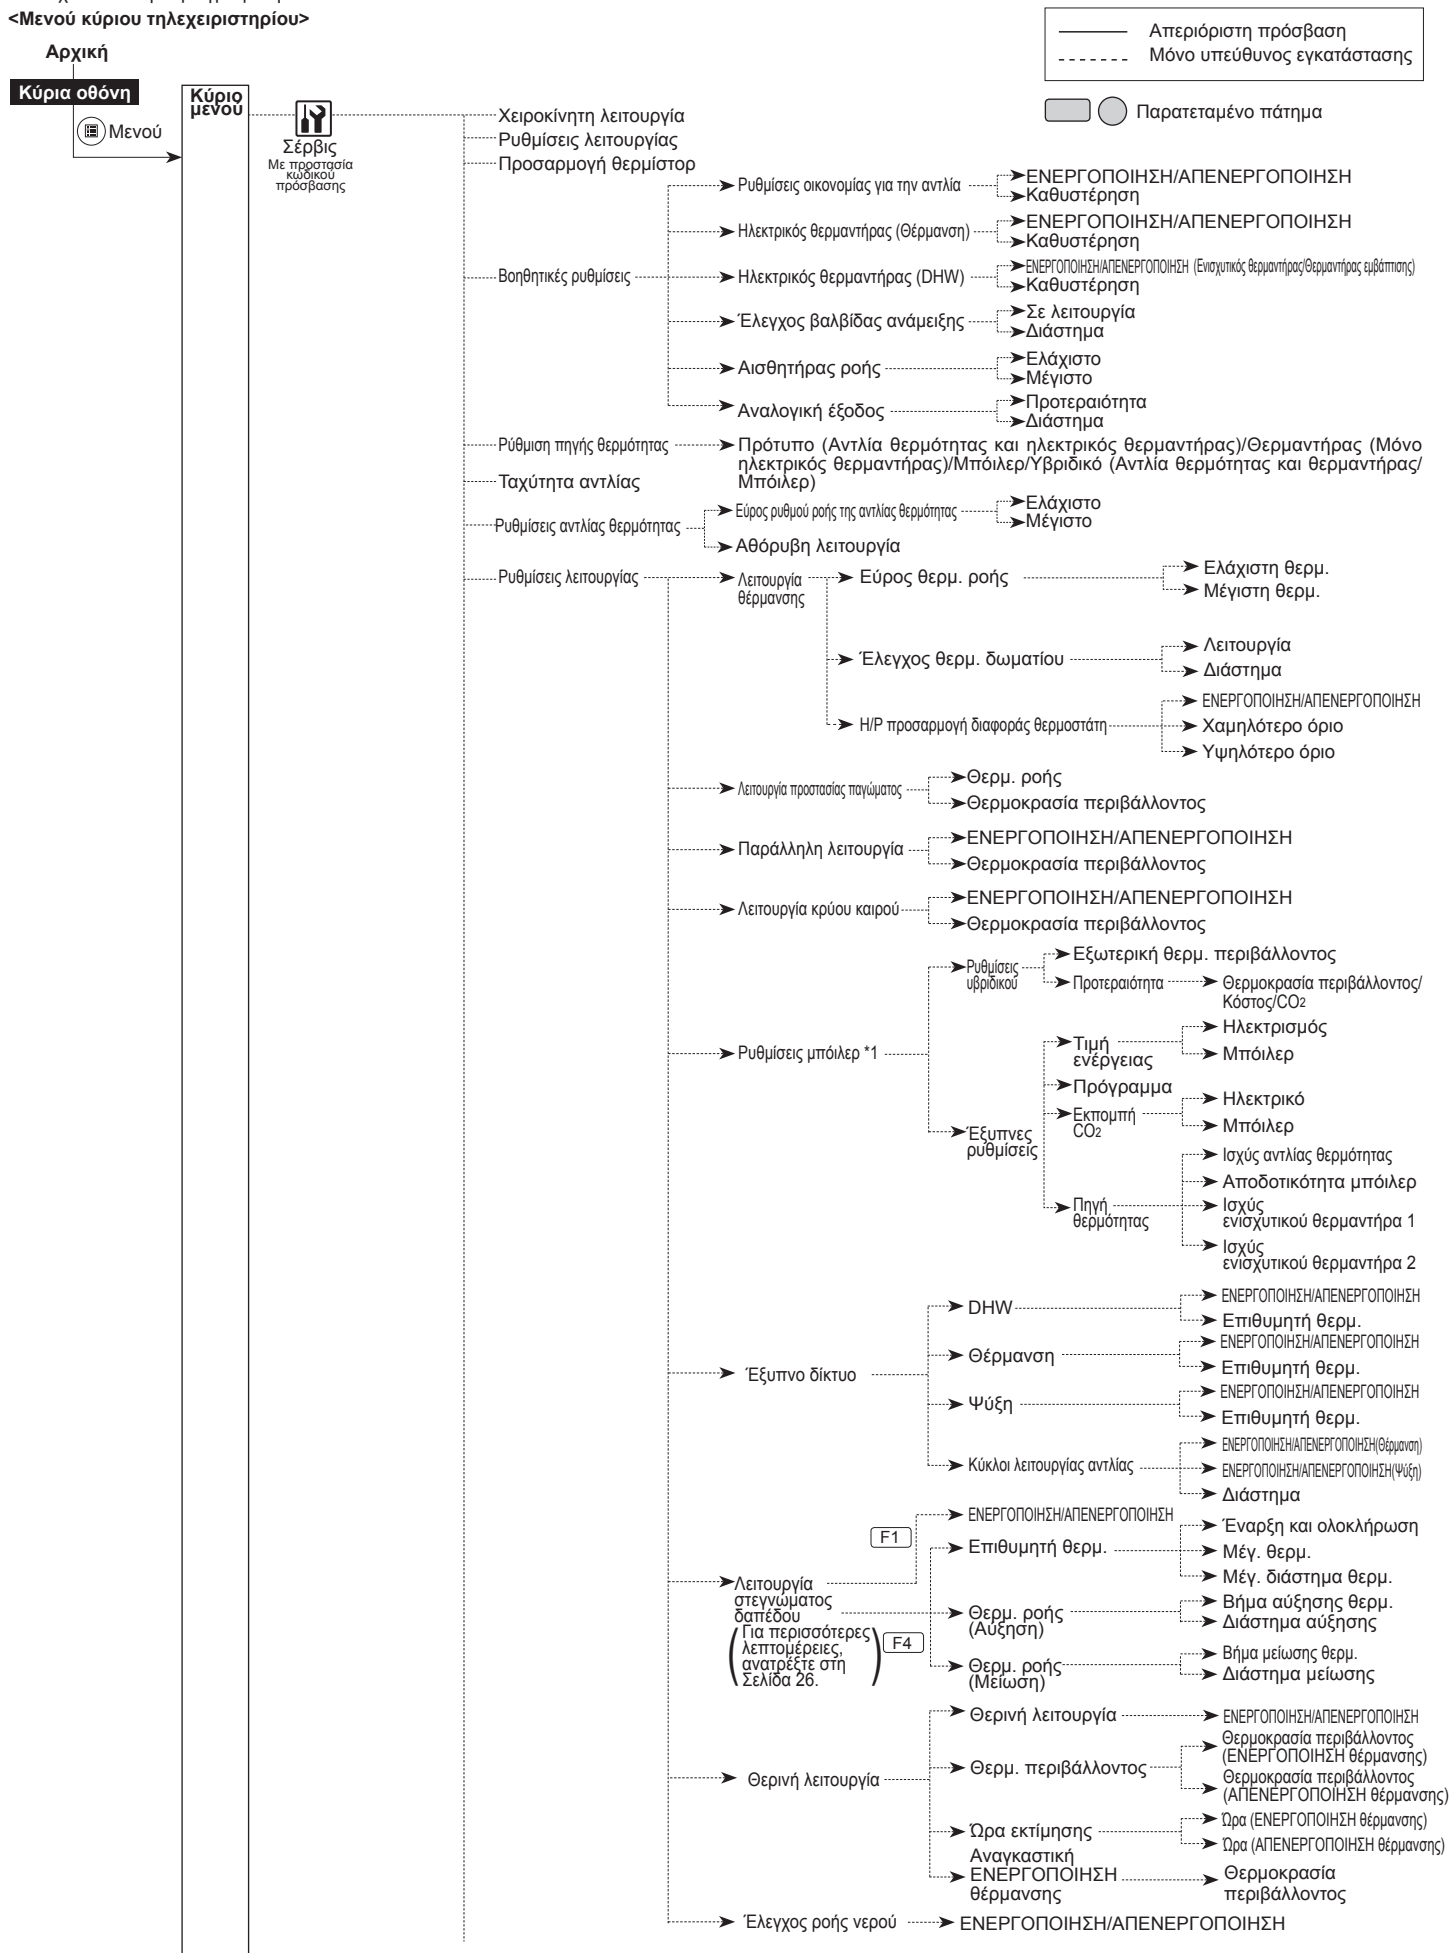 <Μενού κύριου τηλεχειριστηρίου>
Απεριόριστη πρόσβαση
Μόνο υπεύθυνος εγκατάστασης
Παρατεταμένο πάτημα
Αρχική
Κύρια οθόνη
Μενού
Κύριο
μενού
Σέρβις
Με προστασία
κωδικού
πρόσβασης
Χειροκίνητη λειτουργία
Ρυθμίσεις λειτουργίας
Προσαρμογή θερμίστορ
Βοηθητικές ρυθμίσεις
Ρυθμίσεις οικονομίας για την αντλία
ΕΝΕΡΓΟΠΟΙΗΣΗ/ΑΠΕΝΕΡΓΟΠΟΙΗΣΗ
Καθυστέρηση
Ηλεκτρικός θερμαντήρας (Θέρμανση)
ΕΝΕΡΓΟΠΟΙΗΣΗ/ΑΠΕΝΕΡΓΟΠΟΙΗΣΗ
Καθυστέρηση
Ηλεκτρικός θερμαντήρας (DHW)
ΕΝΕΡΓΟΠΟΙΗΣΗ/ΑΠΕΝΕΡΓΟΠΟΙΗΣΗ (Ενισχυτικός θερμαντήρας/Θερμαντήρας εμβάπτισης)
Καθυστέρηση
Έλεγχος βαλβίδας ανάμειξης
Σε λειτουργία
Διάστημα
Αισθητήρας ροής
Ελάχιστο
Μέγιστο
Αναλογική έξοδος
Προτεραιότητα
Διάστημα
Ρύθμιση πηγής θερμότητας
Πρότυπο (Αντλία θερμότητας και ηλεκτρικός θερμαντήρας)/Θερμαντήρας (Μόνο
ηλεκτρικός θερμαντήρας)/Μπόιλερ/Υβριδικό (Αντλία θερμότητας και θερμαντήρας/
Μπόιλερ)
Ταχύτητα αντλίας
Ρυθμίσεις αντλίας θερμότητας
Εύρος ρυθμού ροής της αντλίας θερμότητας
Ελάχιστο
Μέγιστο
Αθόρυβη λειτουργία
Ρυθμίσεις λειτουργίας
Λειτουργία
θέρμανσης
Εύρος θερμ. ροής
Ελάχιστη θερμ.
Μέγιστη θερμ.
Έλεγχος θερμ. δωματίου
Λειτουργία
Διάστημα
Η/Ρ προσαρμογή διαφοράς θερμοστάτη
ΕΝΕΡΓΟΠΟΙΗΣΗ/ΑΠΕΝΕΡΓΟΠΟΙΗΣΗ
Χαμηλότερο όριο
Υψηλότερο όριο
Λειτουργία προστασίας παγώματος
Θερμ. ροής
Θερμοκρασία περιβάλλοντος
Παράλληλη λειτουργία
ΕΝΕΡΓΟΠΟΙΗΣΗ/ΑΠΕΝΕΡΓΟΠΟΙΗΣΗ
Θερμοκρασία περιβάλλοντος
Λειτουργία κρύου καιρού
ΕΝΕΡΓΟΠΟΙΗΣΗ/ΑΠΕΝΕΡΓΟΠΟΙΗΣΗ
Θερμοκρασία περιβάλλοντος
Ρυθμίσεις μπόιλερ *1
Ρυθμίσεις
υβριδικού
Εξωτερική θερμ. περιβάλλοντος
Προτεραιότητα
Θερμοκρασία περιβάλλοντος/
Κόστος/CO2
Έξυπνες
ρυθμίσεις
Τιμή
ενέργειας
Ηλεκτρισμός
Μπόιλερ
Πρόγραμμα
Εκπομπή
CO2
Ηλεκτρικό
Μπόιλερ
Πηγή
θερμότητας
Ισχύς αντλίας θερμότητας
Αποδοτικότητα μπόιλερ
Ισχύς
ενισχυτικού θερμαντήρα 1
Ισχύς
ενισχυτικού θερμαντήρα 2
Έξυπνο δίκτυο
DHW
ΕΝΕΡΓΟΠΟΙΗΣΗ/ΑΠΕΝΕΡΓΟΠΟΙΗΣΗ
Επιθυμητή θερμ.
Θέρμανση
ΕΝΕΡΓΟΠΟΙΗΣΗ/ΑΠΕΝΕΡΓΟΠΟΙΗΣΗ
Επιθυμητή θερμ.
Ψύξη
ΕΝΕΡΓΟΠΟΙΗΣΗ/ΑΠΕΝΕΡΓΟΠΟΙΗΣΗ
Επιθυμητή θερμ.
Κύκλοι λειτουργίας αντλίας
ΕΝΕΡΓΟΠΟΙΗΣΗ/ΑΠΕΝΕΡΓΟΠΟΙΗΣΗ(Θέρμανση)
ΕΝΕΡΓΟΠΟΙΗΣΗ/ΑΠΕΝΕΡΓΟΠΟΙΗΣΗ(Ψύξη)
Διάστημα
Λειτουργία
στεγνώματος
δαπέδου
(Για περισσότερες
λεπτομέρειες,
ανατρέξτε στη
Σελίδα 26.)
F1
ΕΝΕΡΓΟΠΟΙΗΣΗ/ΑΠΕΝΕΡΓΟΠΟΙΗΣΗ
F4
Επιθυμητή θερμ.
Έναρξη και ολοκλήρωση
Μέγ. θερμ.
Μέγ. διάστημα θερμ.
Θερμ. ροής
(Αύξηση)
Βήμα αύξησης θερμ.
Διάστημα αύξησης
Θερμ. ροής
(Μείωση)
Βήμα μείωσης θερμ.
Διάστημα μείωσης
Θερινή λειτουργία
Θερινή λειτουργία
ΕΝΕΡΓΟΠΟΙΗΣΗ/ΑΠΕΝΕΡΓΟΠΟΙΗΣΗ
Θερμ. περιβάλλοντος
Θερμοκρασία περιβάλλοντος
(ΕΝΕΡΓΟΠΟΙΗΣΗ θέρμανσης)
Θερμοκρασία περιβάλλοντος
(ΑΠΕΝΕΡΓΟΠΟΙΗΣΗ θέρμανσης)
Ώρα εκτίμησης
Ώρα (ΕΝΕΡΓΟΠΟΙΗΣΗ θέρμανσης)
Ώρα (ΑΠΕΝΕΡΓΟΠΟΙΗΣΗ θέρμανσης)
Αναγκαστική
ΕΝΕΡΓΟΠΟΙΗΣΗ
θέρμανσης
Θερμοκρασία
περιβάλλοντος
Έλεγχος ροής νερού
ΕΝΕΡΓΟΠΟΙΗΣΗ/ΑΠΕΝΕΡΓΟΠΟΙΗΣΗ